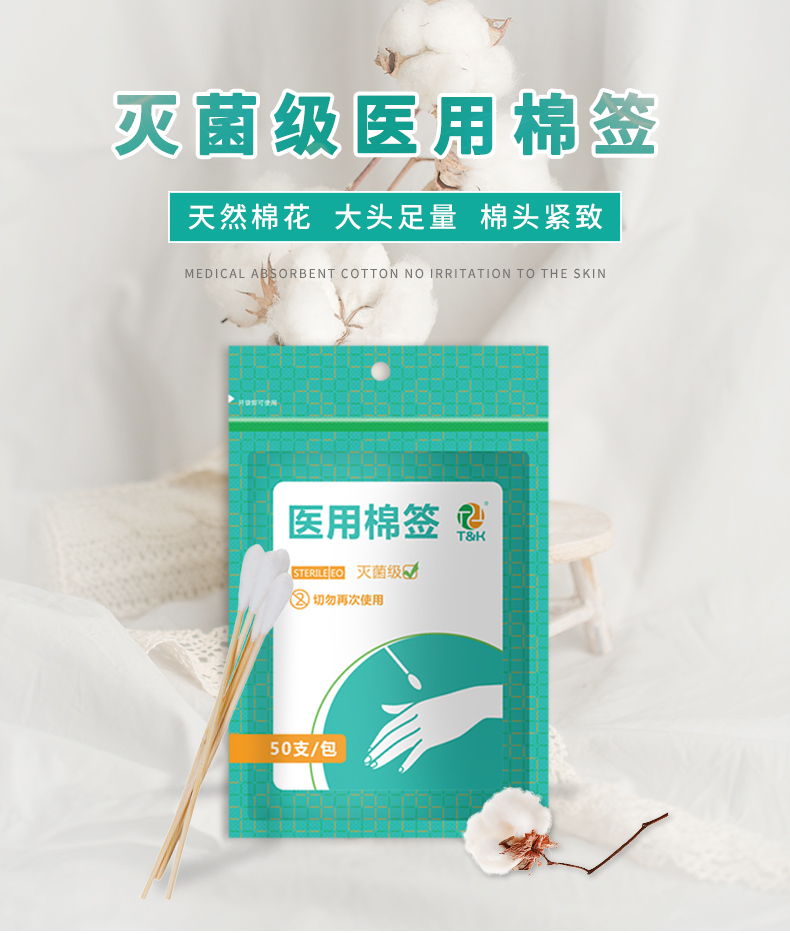 灭菌级医用棉签
天然棉花 大头足量 棉头紧致
MEDICAL ABSORBENT COTTON NO IRRITATION TO THE SKIN
开袋即可使用
医用棉签
T&K
STERILE EO 灭菌级
切勿再次使用
50支/包